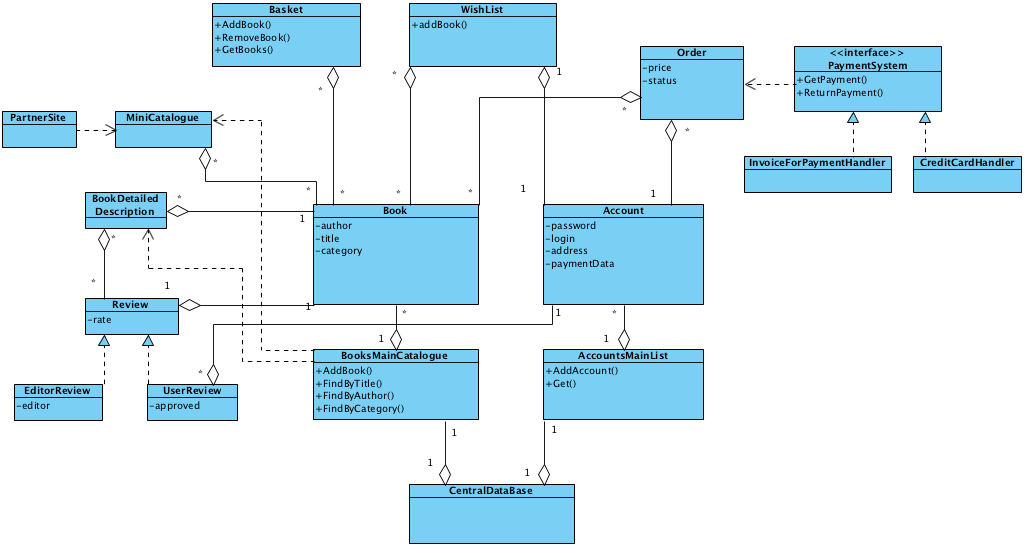 Basket
+AddBook()
+RemoveBook()
+GetBooks()
WishList
+addBook()
Order
-price
-status
<<interface>>
PaymentSystem
+GetPayment()
+ReturnPayment()
PartnerSite
MiniCatalogue
InvoiceForPaymentHandler
CreditCardHandler
BookDetailed
Description
Book
-author
-title
-category
Account
-password
-login
-address
-paymentData
Review
-rate
EditorReview
-editor
UserReview
-approved
BooksMainCatalogue
+AddBook()
+FindByTitle()
+FindByAuthor()
+FindByCategory()
AccountsMainList
+AddAccount()
+Get()
CentralDataBase
*
*
*
*
1
1
*
*
*
1
*
*
*
1
*
*
1
1
*
1
*
1
*
1
1
1
1
1